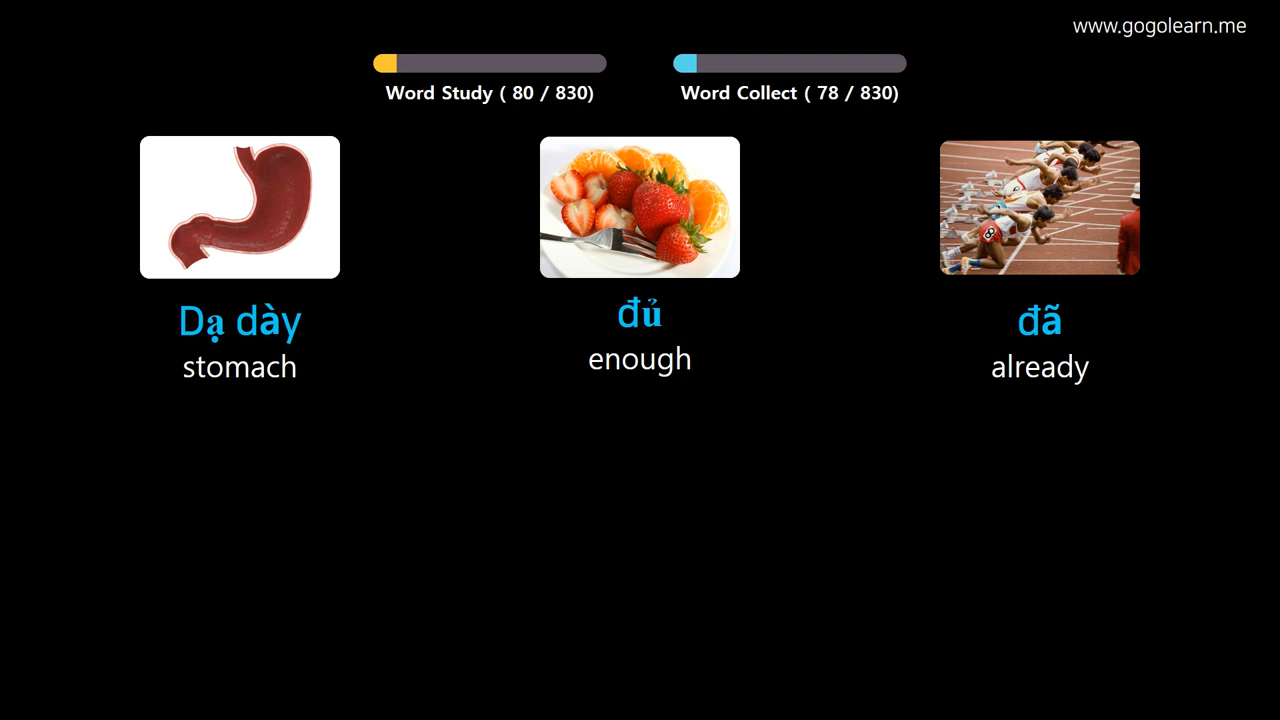 www.gogolearn.me
Word Study ( 80 / 830)
Word Collect ( 78 / 830)
Dạ dày
stomach
đủ
enough
đã
already